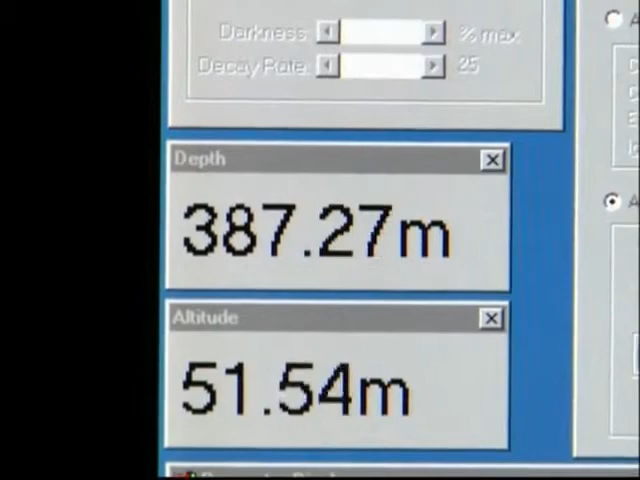 Darkness: % max
Decay Rate: 25
Depth
387.27m
Altitude
51.54m